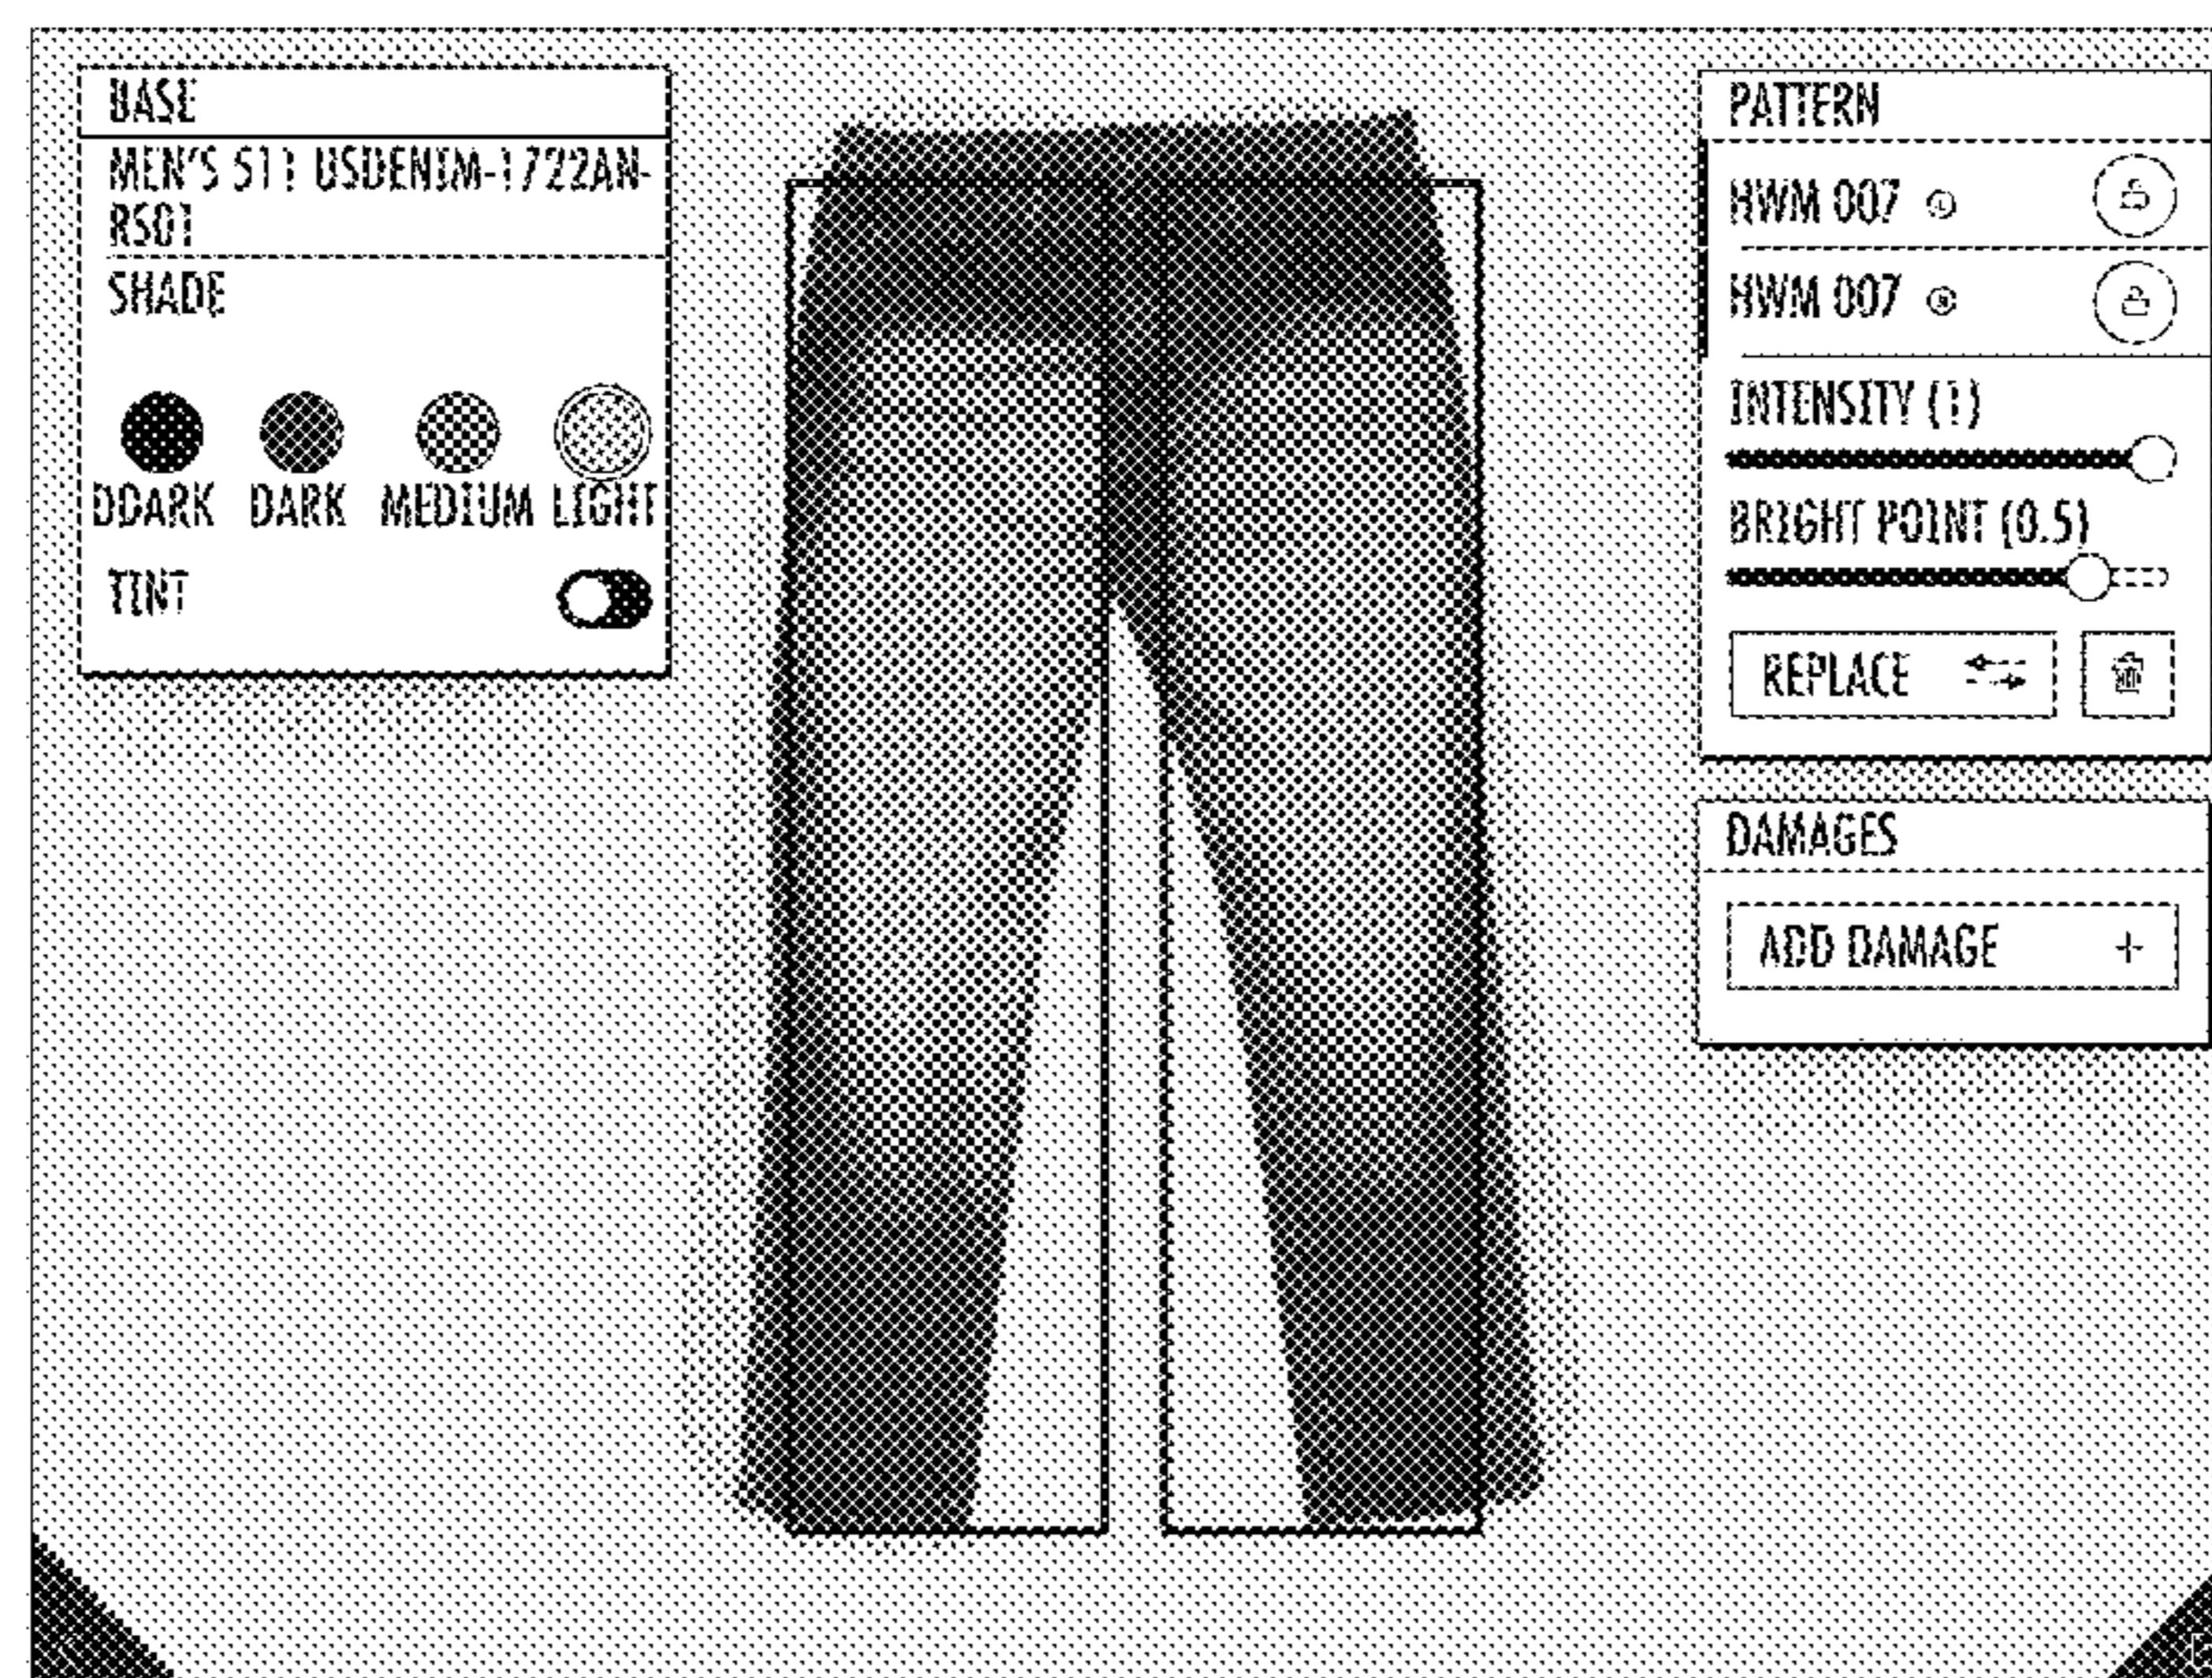 BASE
MEN'S 511 USDENIM-1722AN-
RS01
SHADE
DDARK DARK MEDIUM LIGHT
TINT
PATTERN
HWM 007
HWM 007
INTENSITY (1)
BRIGHT POINT (0.5)
REPLACE
DAMAGES
ADD DAMAGE +